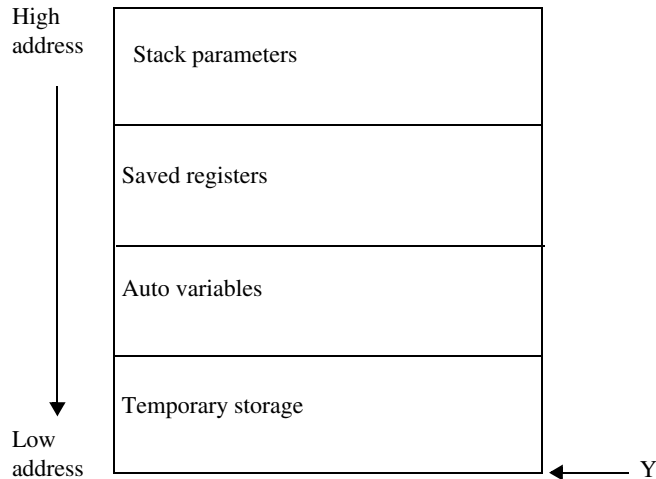 High
address
Stack parameters
Saved registers
Auto variables
Temporary storage
Low
address
Y